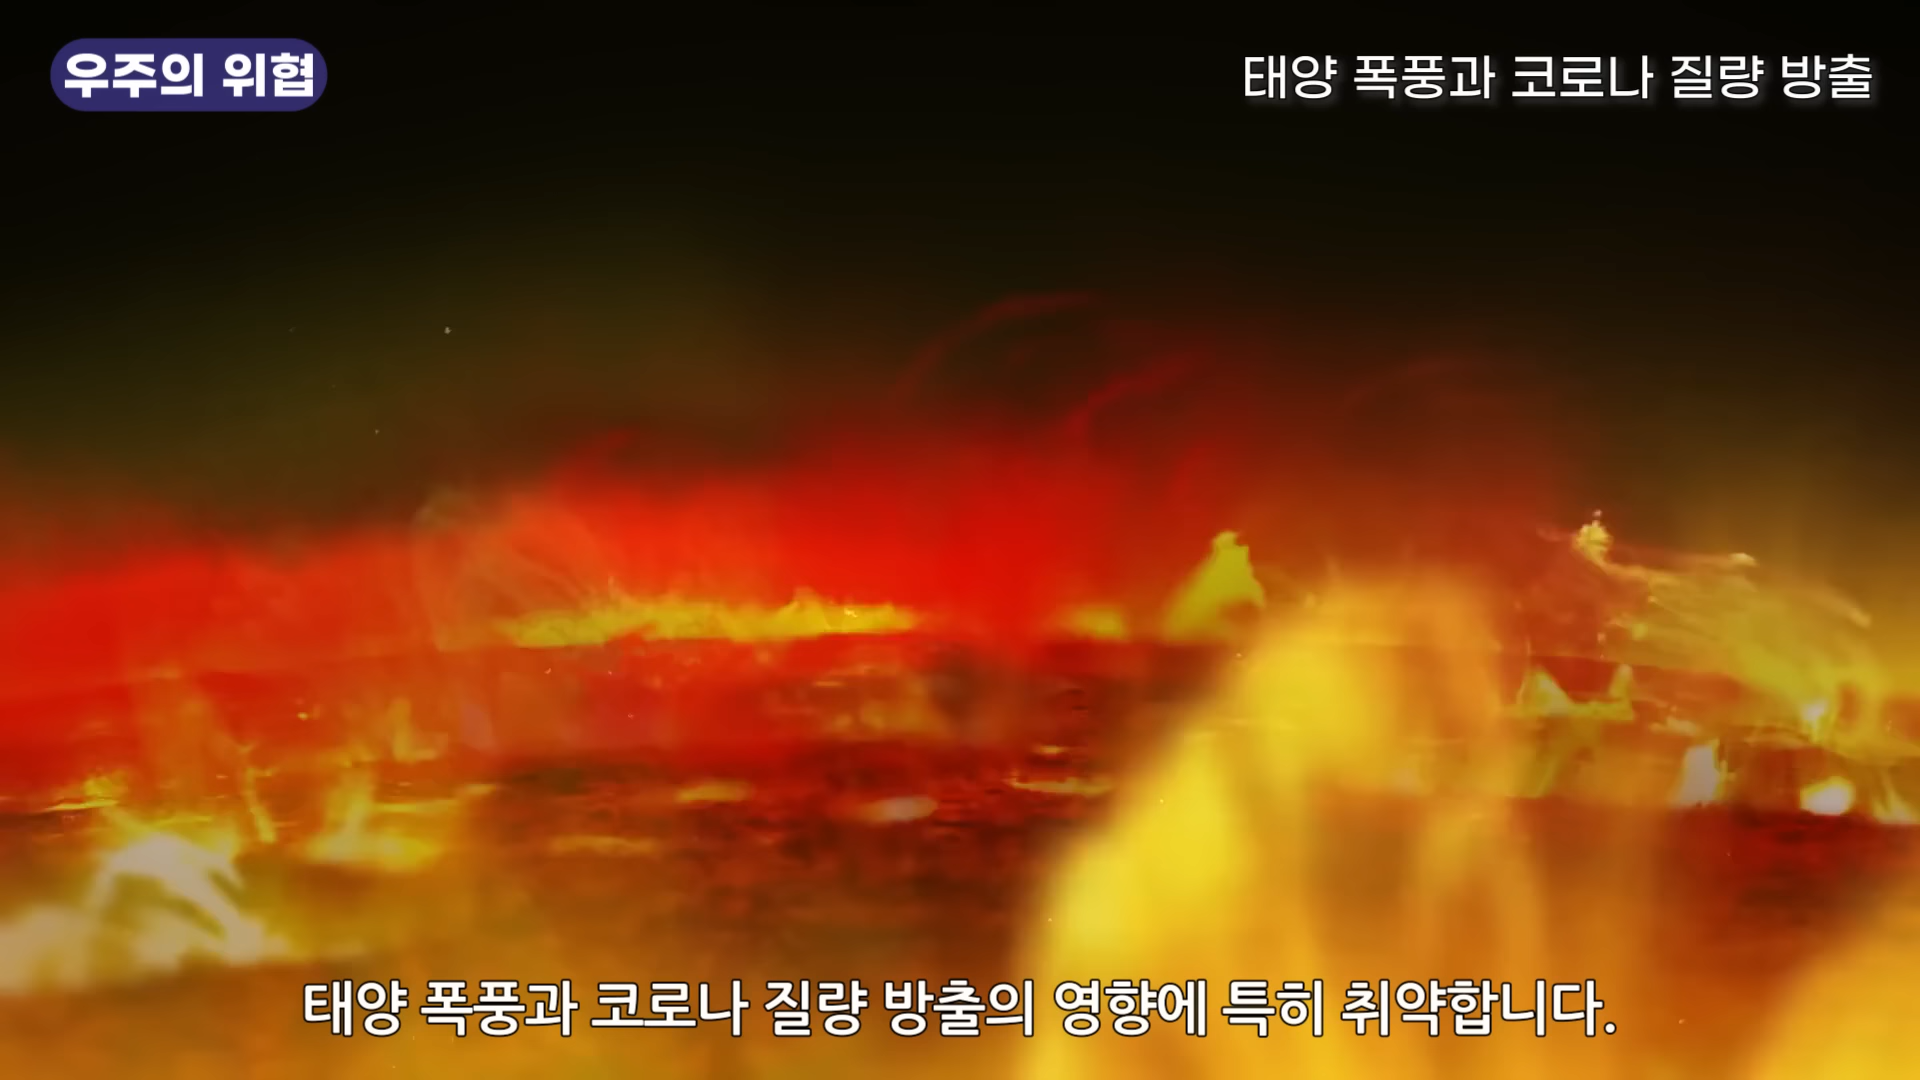 우주의 위협
태양 폭풍과 코로나 질량 방출
태양 폭풍과 코로나 질량 방출의 영향에 특히 취약합니다.